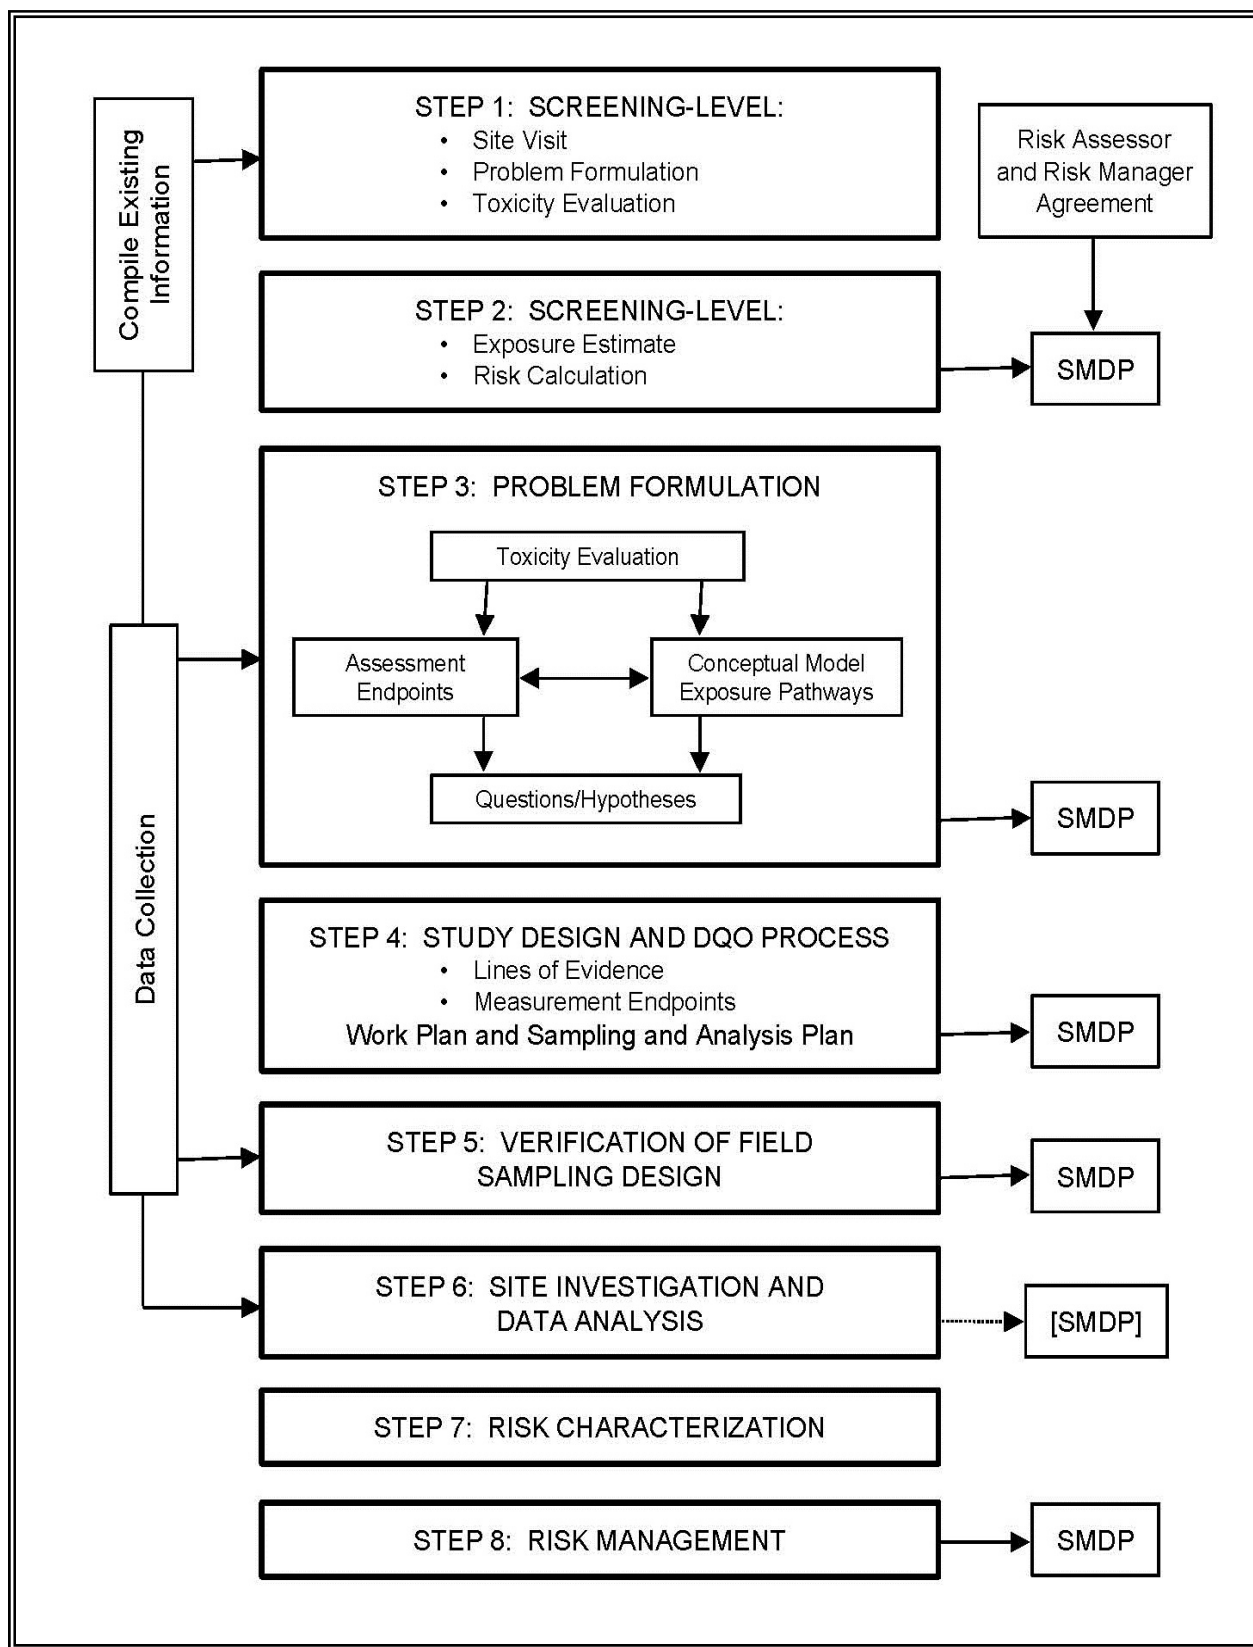 Compile Existing
Information
STEP 1: SCREENING-LEVEL:
• Site Visit
• Problem Formulation
• Toxicity Evaluation
Risk Assessor
and Risk Manager
Agreement
STEP 2: SCREENING-LEVEL:
• Exposure Estimate
• Risk Calculation
SMDP
Data Collection
STEP 3: PROBLEM FORMULATION
Toxicity Evaluation
Assessment
Endpoints
Conceptual Model
Exposure Pathways
Questions/Hypotheses
SMDP
STEP 4: STUDY DESIGN AND DQO PROCESS
• Lines of Evidence
• Measurement Endpoints
Work Plan and Sampling and Analysis Plan
SMDP
STEP 5: VERIFICATION OF FIELD
SAMPLING DESIGN
SMDP
STEP 6: SITE INVESTIGATION AND
DATA ANALYSIS
[SMDP]
STEP 7: RISK CHARACTERIZATION
STEP 8: RISK MANAGEMENT
SMDP